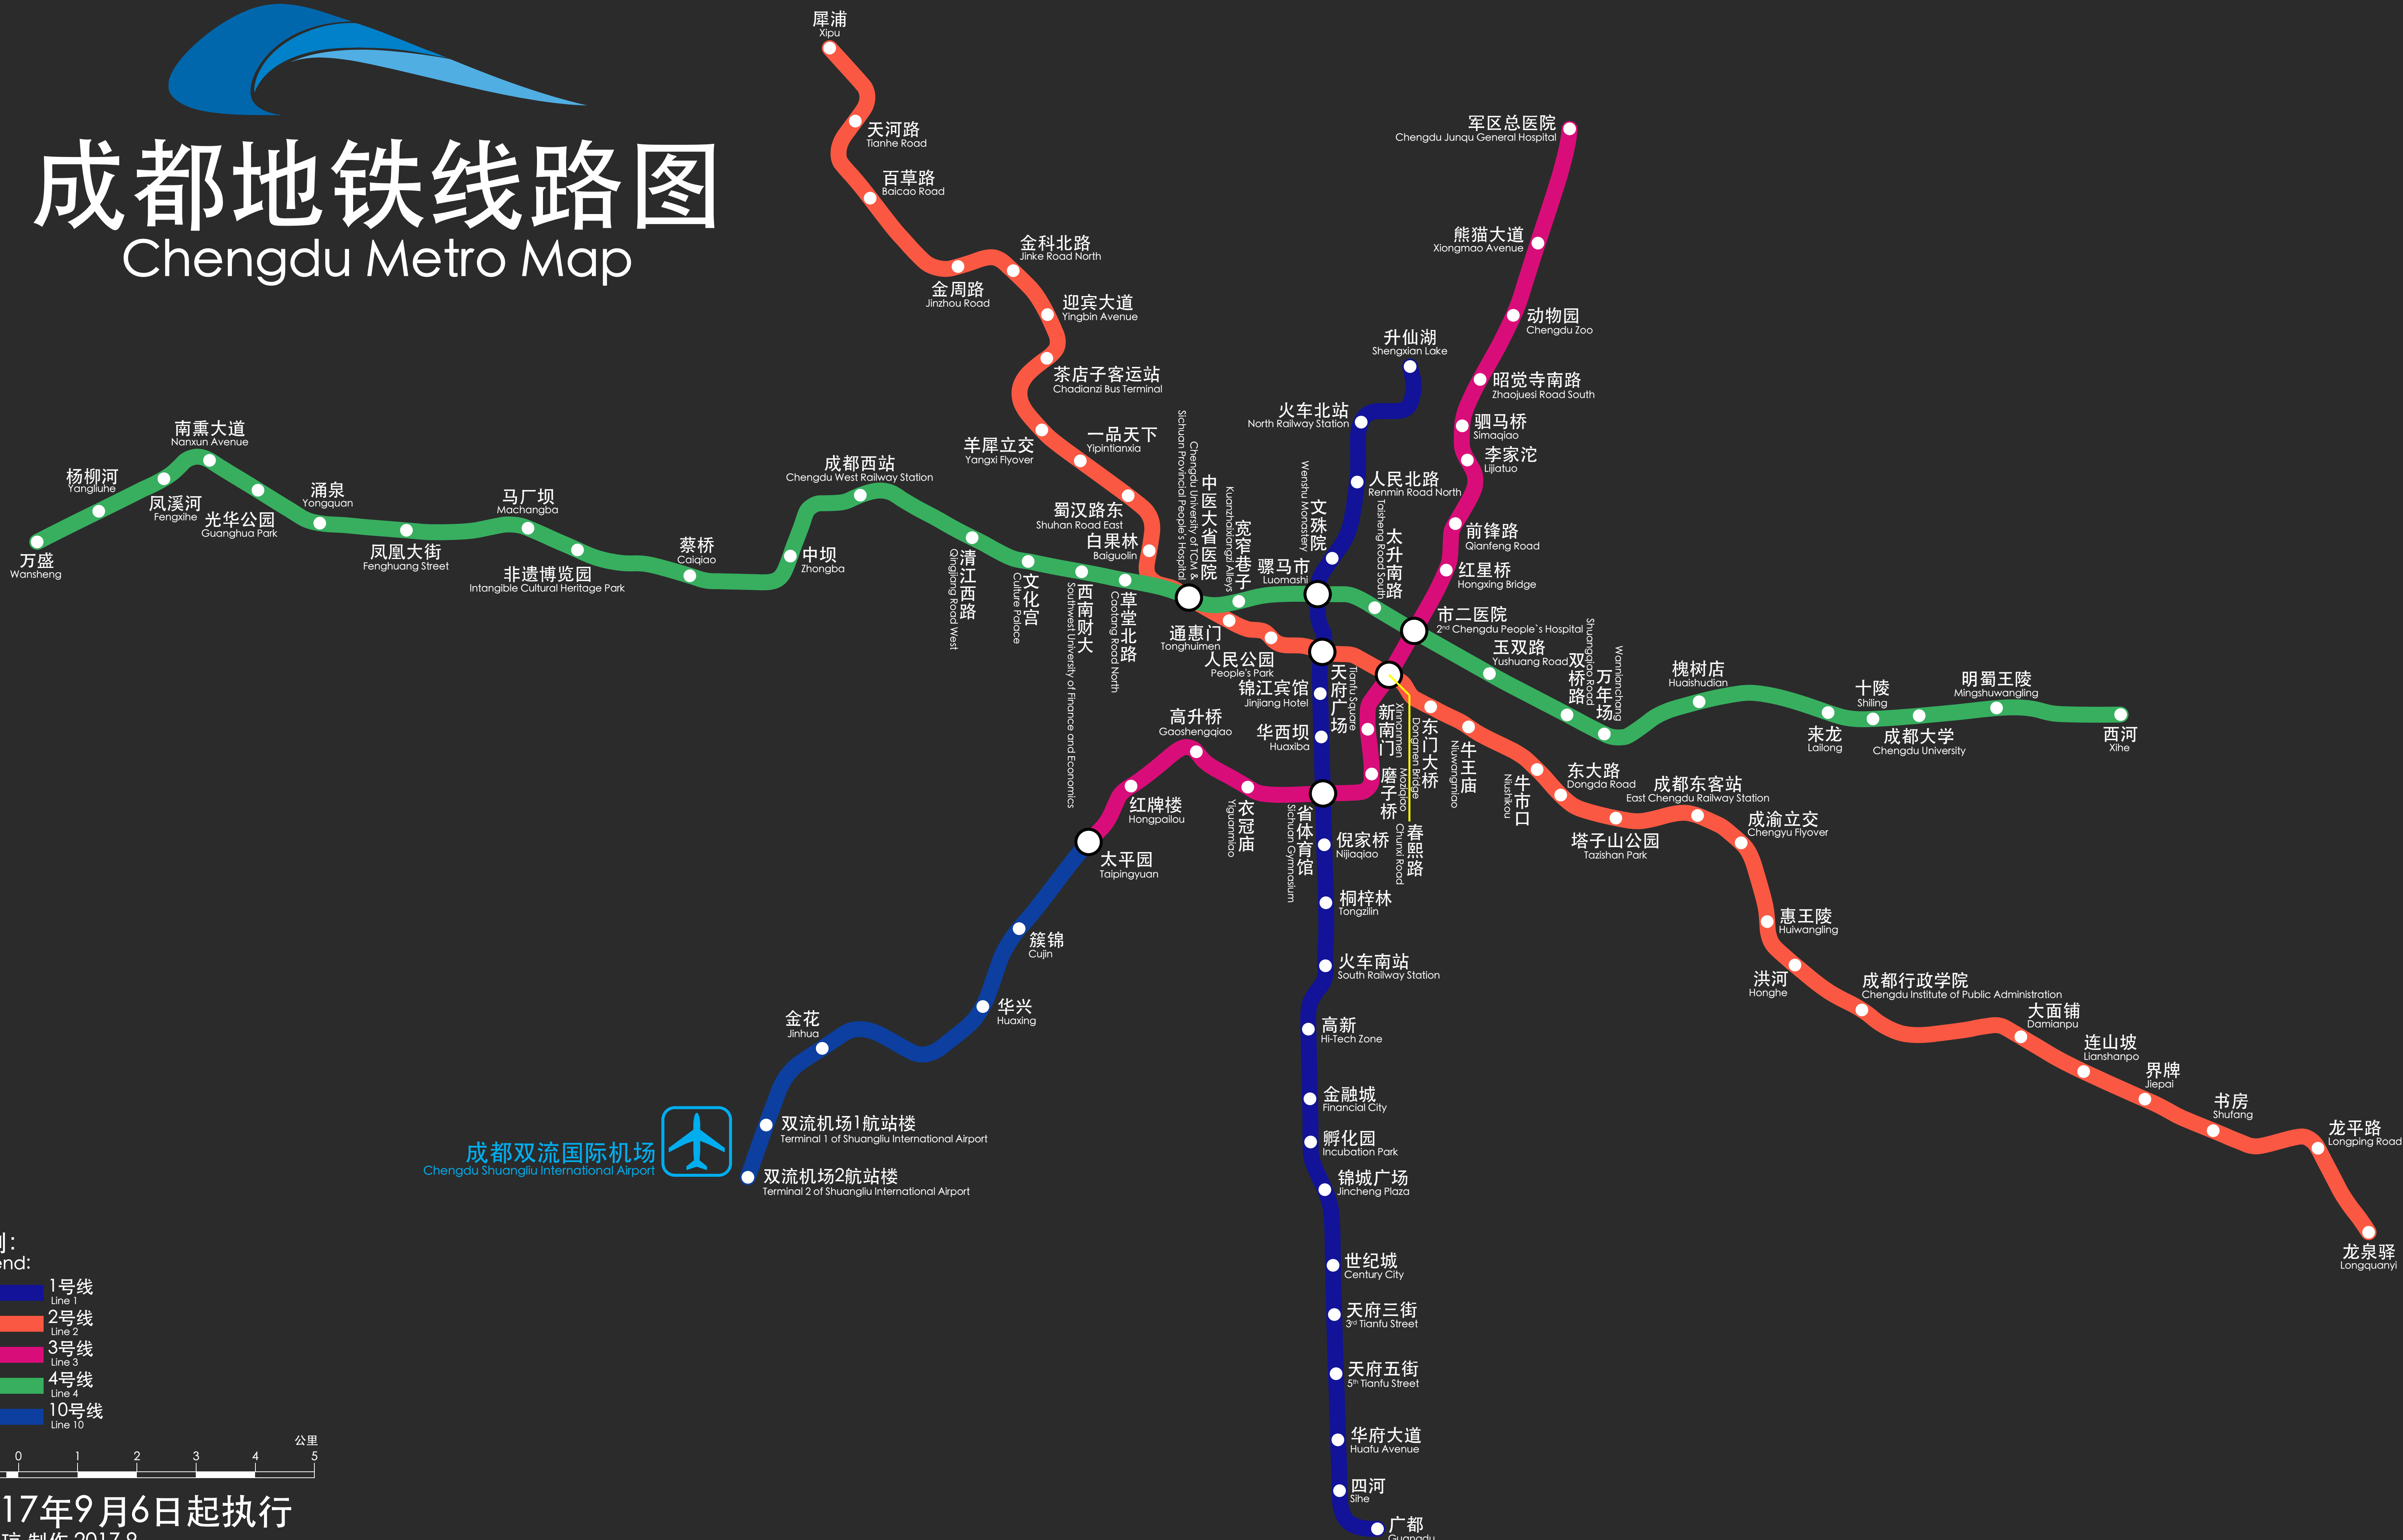 成都地铁线路图
Chengdu Metro Map
犀浦
Xipu
天河路
Tianhe Road
百草路
Baicao Road
金周路
Jinzhou Road
金科北路
Jinke Road North
迎宾大道
Yingbin Avenue
茶店子客运站
Chadianzi Bus Terminal
羊犀立交
Yangxi Flyover
一品天下
Yipintianxia
蜀汉路东
Shuhan Road East
白果林
Baiguolin
中医大省医院
Chengdu University of TCM &
Sichuan Provincial People's Hospital
通惠门
Tonghuimen
人民公园
People's Park
天府广场
Tianfu Square
春熙路
Chunxi Road
东门大桥
Dongmen Bridge
牛王庙
Niuwangmiao
牛市口
Niushikou
东大路
Dongda Road
塔子山公园
Tazishan Park
成都东客站
East Chengdu Railway Station
成渝立交
Chengyu Flyover
惠王陵
Huiwangling
洪河
Honghe
成都行政学院
Chengdu Institute of Public Administration
大面铺
Damianpu
连山坡
Lianshanpo
界牌
Jiepai
书房
Shufang
龙平路
Longping Road
龙泉驿
Longquanyi
军区总医院
Chengdu Junqu General Hospital
熊猫大道
Xiongmao Avenue
动物园
Chengdu Zoo
昭觉寺南路
Zhaojuesi Road South
驷马桥
Simaqiao
李家沱
Lijiatuo
前锋路
Qianfeng Road
红星桥
Hongxing Bridge
市二医院
2nd Chengdu People`s Hospital
新南门
Xinnanmen
磨子桥
Moziqiao
省体育馆
Sichuan Gymnasium
衣冠庙
Yiguanmiao
高升桥
Gaoshengqiao
红牌楼
Hongpailou
太平园
Taipingyuan
簇锦
Cujin
华兴
Huaxing
金花
Jinhua
双流机场1航站楼
Terminal 1 of Shuangliu International Airport
双流机场2航站楼
Terminal 2 of Shuangliu International Airport
成都双流国际机场
Chengdu Shuangliu International Airport
升仙湖
Shengxian Lake
火车北站
North Railway Station
人民北路
Renmin Road North
文殊院
Wenshu Monastery
骡马市
Luomashi
锦江宾馆
Jinjiang Hotel
华西坝
Huaxiba
倪家桥
Nijiaqiao
桐梓林
Tongzilin
火车南站
South Railway Station
高新
Hi-Tech Zone
金融城
Financial City
孵化园
Incubation Park
锦城广场
Jincheng Plaza
世纪城
Century City
天府三街
3rd Tianfu Street
天府五街
5th Tianfu Street
华府大道
Huafu Avenue
四河
Sihe
广都
Guangdu
万盛
Wansheng
杨柳河
Yangliuhe
凤溪河
Fengxihe
南熏大道
Nanxun Avenue
光华公园
Guanghua Park
涌泉
Yongquan
凤凰大街
Fenghuang Street
马厂坝
Machangba
非遗博览园
Intangible Cultural Heritage Park
蔡桥
Caiqiao
中坝
Zhongba
成都西站
Chengdu West Railway Station
清江西路
Qingjiang Road West
文化宫
Culture Palace
西南财大
Southwest University of Finance and Economics
草堂北路
Caotang Road North
宽窄巷子
Kuanzhaixiangzi Alleys
太升南路
Taisheng Road South
玉双路
Yushuang Road
双桥路
Shuangqiao Road
万年场
Wannianchang
槐树店
Huaishudian
来龙
Lailong
十陵
Shiling
成都大学
Chengdu University
明蜀王陵
Mingshuwangling
西河
Xihe
例：
end:
1号线
Line 1
2号线
Line 2
3号线
Line 3
4号线
Line 4
10号线
Line 10
公里
0 1 2 3 4 5
17年9月6日起执行
制作 2017.9